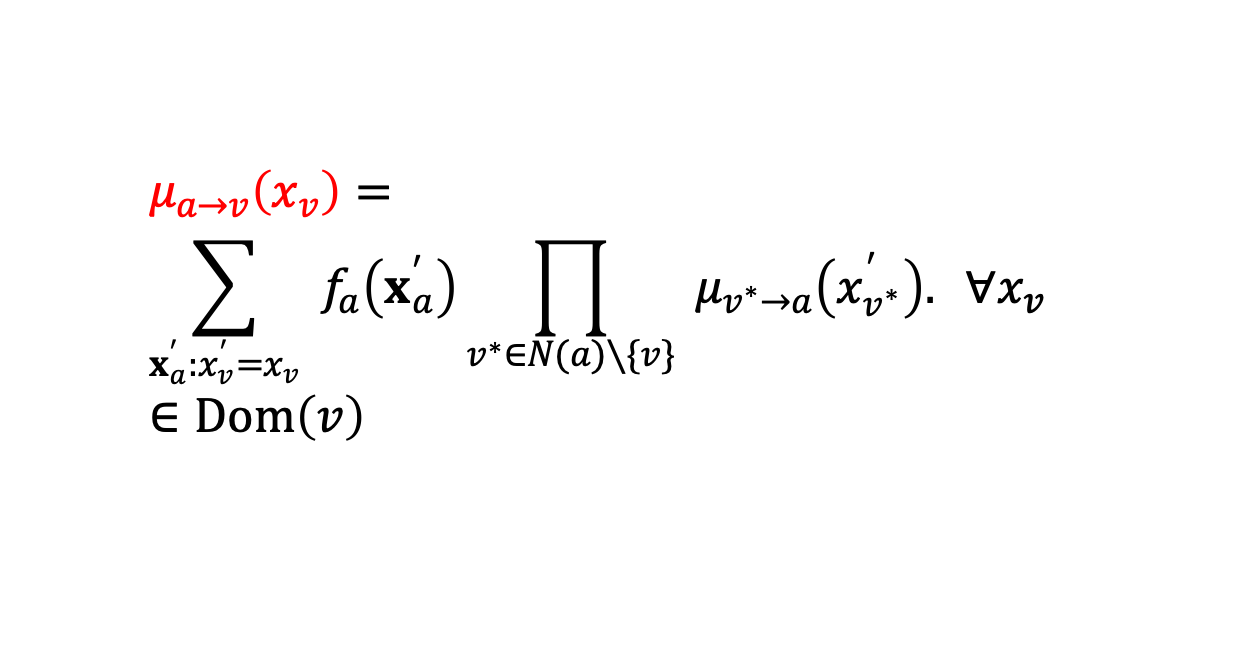 μ_{a→v}(x_v) =
∑_{𝐱′_a:x′_v=x_v} f_a(𝐱′_a) ∏_{v*∈N(a)\{v}} μ_{v*→a}(x′_{v*}). ∀x_v
∈ Dom(v)